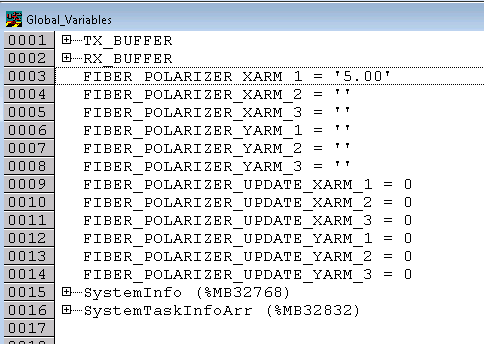 Global_Variables
0001 TX_BUFFER
0002 RX_BUFFER
0003 FIBER_POLARIZER_XARM_1 = '5.00'
0004 FIBER_POLARIZER_XARM_2 = ''
0005 FIBER_POLARIZER_XARM_3 = ''
0006 FIBER_POLARIZER_YARM_1 = ''
0007 FIBER_POLARIZER_YARM_2 = ''
0008 FIBER_POLARIZER_YARM_3 = ''
0009 FIBER_POLARIZER_UPDATE_XARM_1 = 0
0010 FIBER_POLARIZER_UPDATE_XARM_2 = 0
0011 FIBER_POLARIZER_UPDATE_XARM_3 = 0
0012 FIBER_POLARIZER_UPDATE_YARM_1 = 0
0013 FIBER_POLARIZER_UPDATE_YARM_2 = 0
0014 FIBER_POLARIZER_UPDATE_YARM_3 = 0
0015 SystemInfo (%MB32768)
0016 SystemTaskInfoArr (%MB32832)
0017
0018